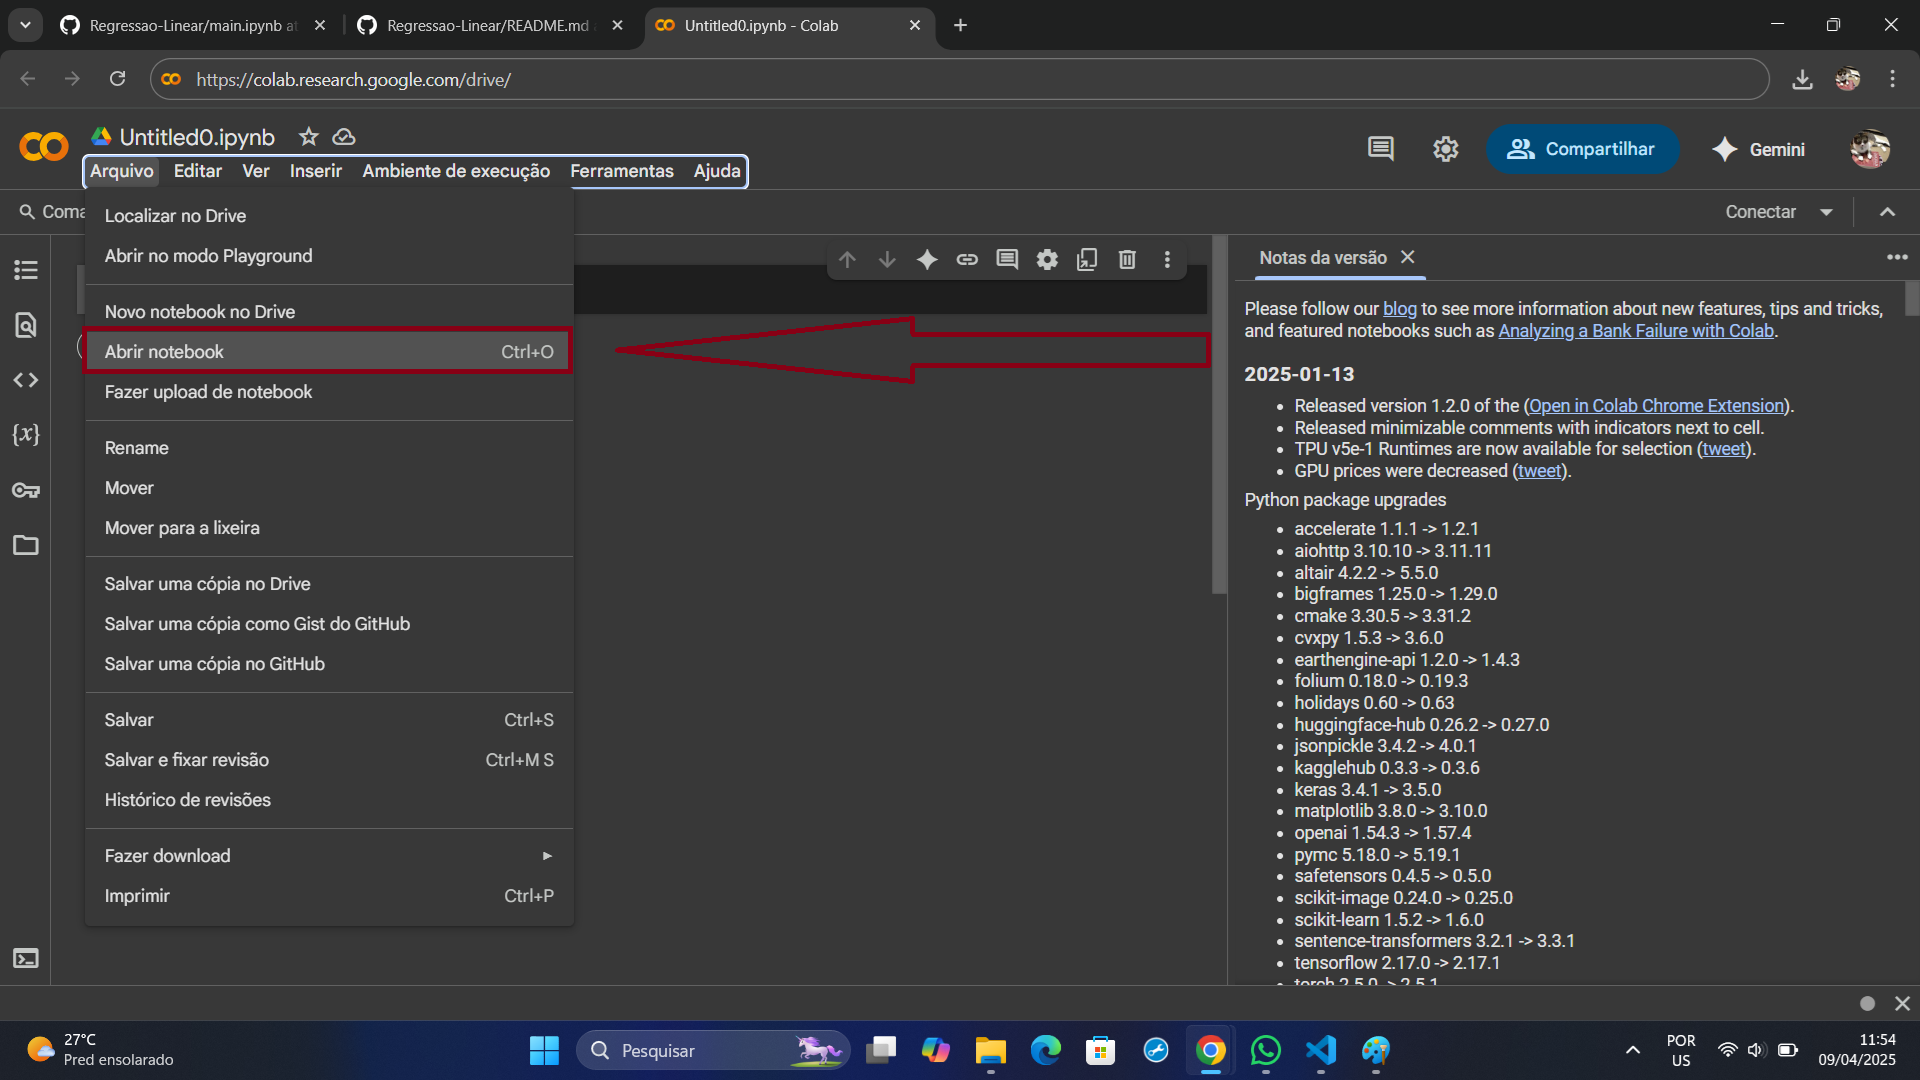 Regressao-Linear/main.ipynb at
Regressao-Linear/README.md
Untitled0.ipynb - Colab
https://colab.research.google.com/drive/
Untitled0.ipynb
Arquivo Editar Ver Inserir Ambiente de execução Ferramentas Ajuda
Compartilhar
Gemini
Coma
Conectar
Localizar no Drive
Abrir no modo Playground
Novo notebook no Drive
Abrir notebook Ctrl+O
Fazer upload de notebook
Rename
Mover
Mover para a lixeira
Salvar uma cópia no Drive
Salvar uma cópia como Gist do GitHub
Salvar uma cópia no GitHub
Salvar Ctrl+S
Salvar e fixar revisão Ctrl+M S
Histórico de revisões
Fazer download
Imprimir Ctrl+P
Notas da versão
Please follow our blog to see more information about new features, tips and tricks,
and featured notebooks such as Analyzing a Bank Failure with Colab.
2025-01-13
Released version 1.2.0 of the (Open in Colab Chrome Extension).
Released minimizable comments with indicators next to cell.
TPU v5e-1 Runtimes are now available for selection (tweet).
GPU prices were decreased (tweet).
Python package upgrades
accelerate 1.1.1 -> 1.2.1
aiohttp 3.10.10 -> 3.11.11
altair 4.2.2 -> 5.5.0
bigframes 1.25.0 -> 1.29.0
cmake 3.30.5 -> 3.31.2
cvxpy 1.5.3 -> 3.6.0
earthengine-api 1.2.0 -> 1.4.3
folium 0.18.0 -> 0.19.3
holidays 0.60 -> 0.63
huggingface-hub 0.26.2 -> 0.27.0
jsonpickle 3.4.2 -> 4.0.1
kagglehub 0.3.3 -> 0.3.6
keras 3.4.1 -> 3.5.0
matplotlib 3.8.0 -> 3.10.0
openai 1.54.3 -> 1.57.4
pymc 5.18.0 -> 5.19.1
safetensors 0.4.5 -> 0.5.0
scikit-image 0.24.0 -> 0.25.0
scikit-learn 1.5.2 -> 1.6.0
sentence-transformers 3.2.1 -> 3.3.1
tensorflow 2.17.0 -> 2.17.1
torch 2.5.0 -> 2.5.1
27°C
Pred ensolarado
Pesquisar
POR
US
11:54
09/04/2025